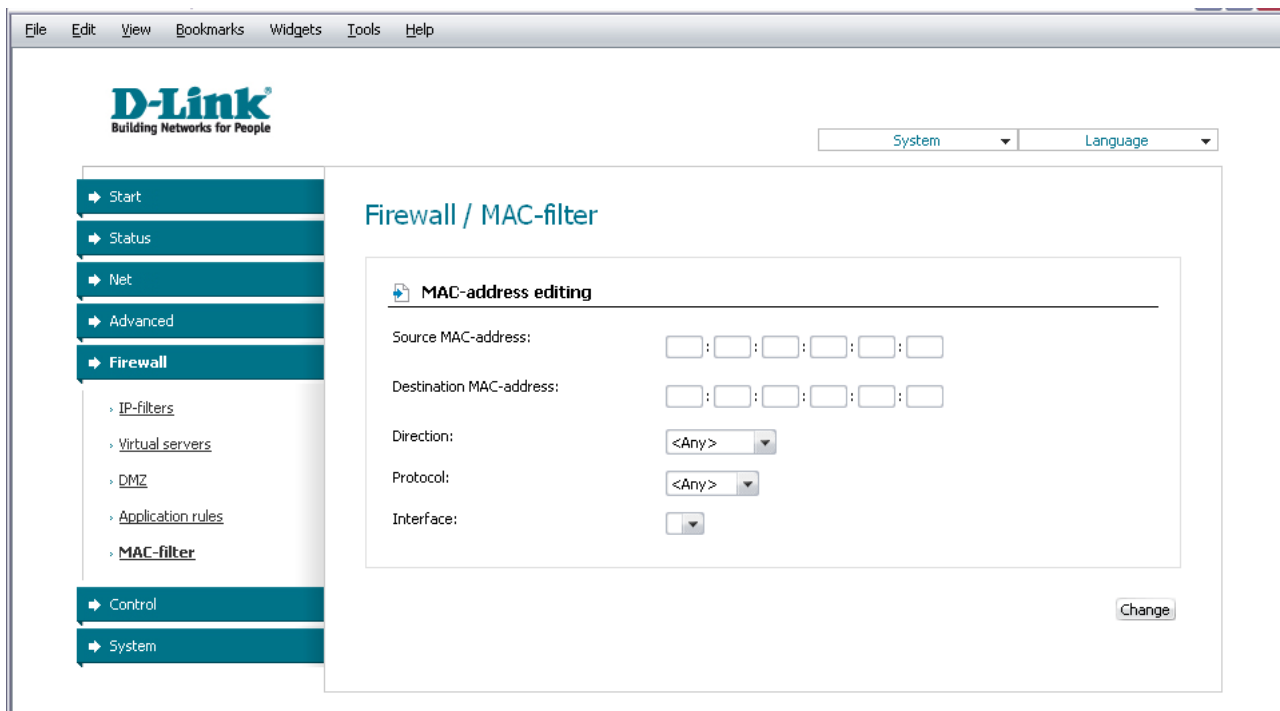 File Edit View Bookmarks Widgets Tools Help
D-Link®
Building Networks for People
System Language
Start
Status
Net
Advanced
Firewall
IP-filters
Virtual servers
DMZ
Application rules
MAC-filter
Control
System
Firewall / MAC-filter
MAC-address editing
Source MAC-address: : : : : :
Destination MAC-address: : : : : :
Direction: <Any>
Protocol: <Any>
Interface:
Change